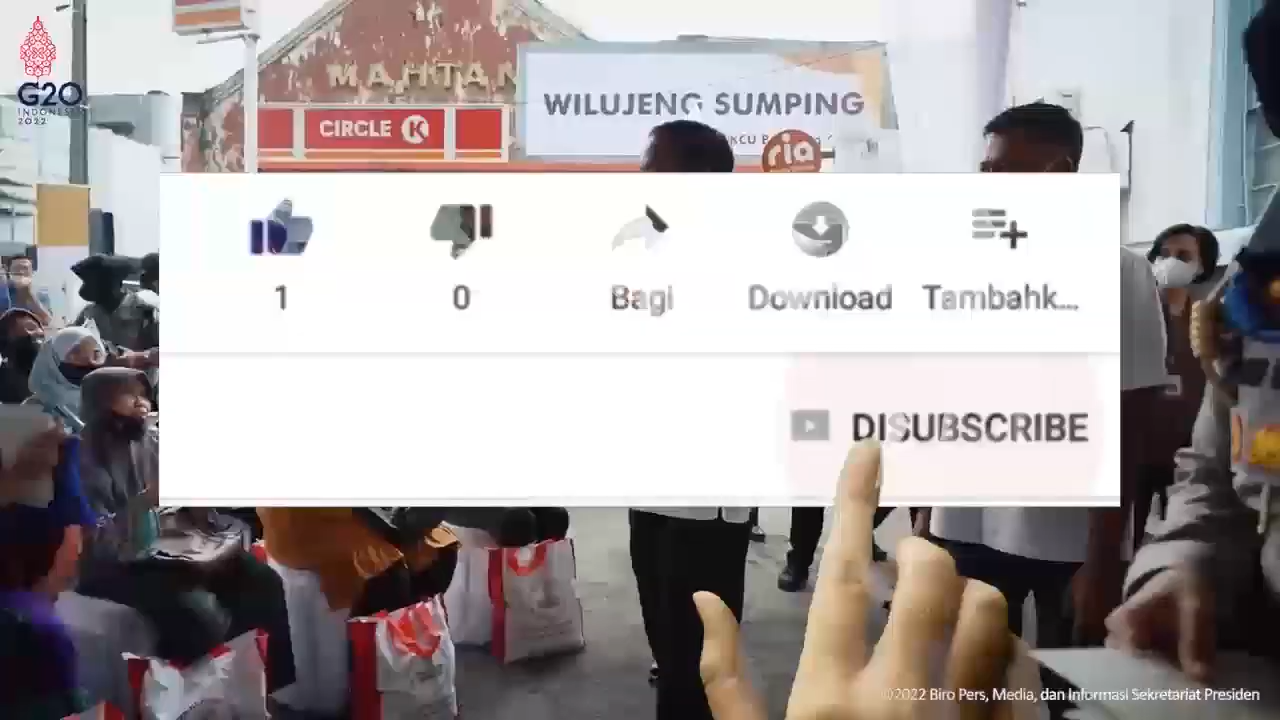 G20
INDONESIA
2022
MAHTAN
CIRCLE K
WILUJENG SUMPING
KCU
ria
1
0
Bagi
Download
Tambahk...
DISUBSCRIBE
©2022 Biro Pers, Media, dan Informasi Sekretariat Presiden